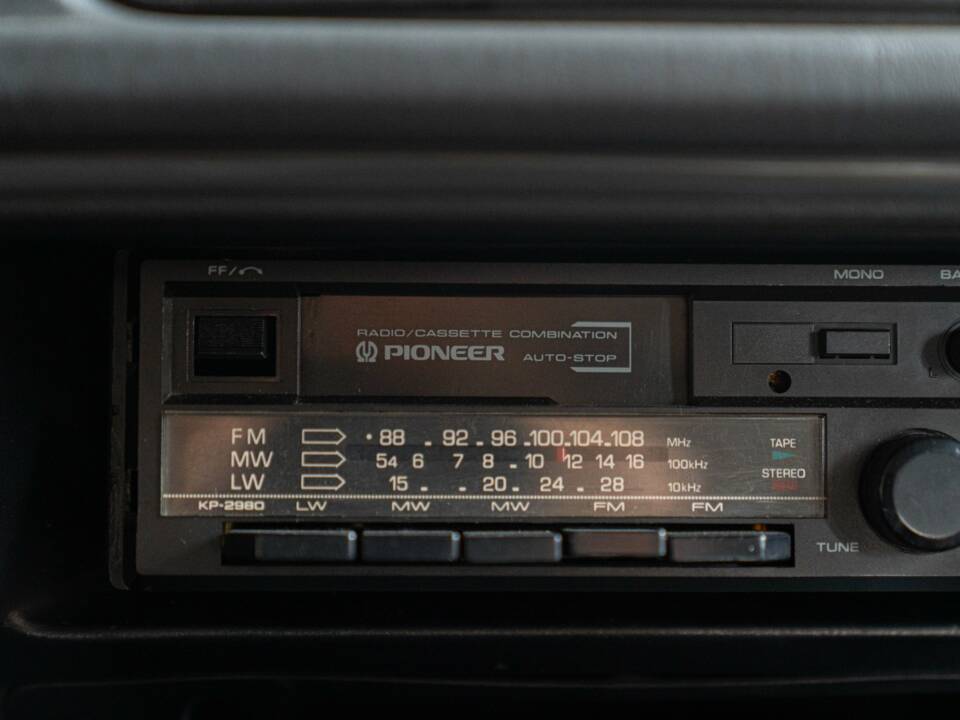 FF/
MONO
BA
RADIO/CASSETTE COMBINATION
PIONEER AUTO-STOP
FM • 88 . 92 . 96 . 100 . 104 . 108 MHz
MW 54 6 7 8 . 10 12 14 16 100kHz
LW 15 . . 20 . 24 . 28 10kHz
TAPE
STEREO
KP-2980 LW MW MW FM FM
TUNE